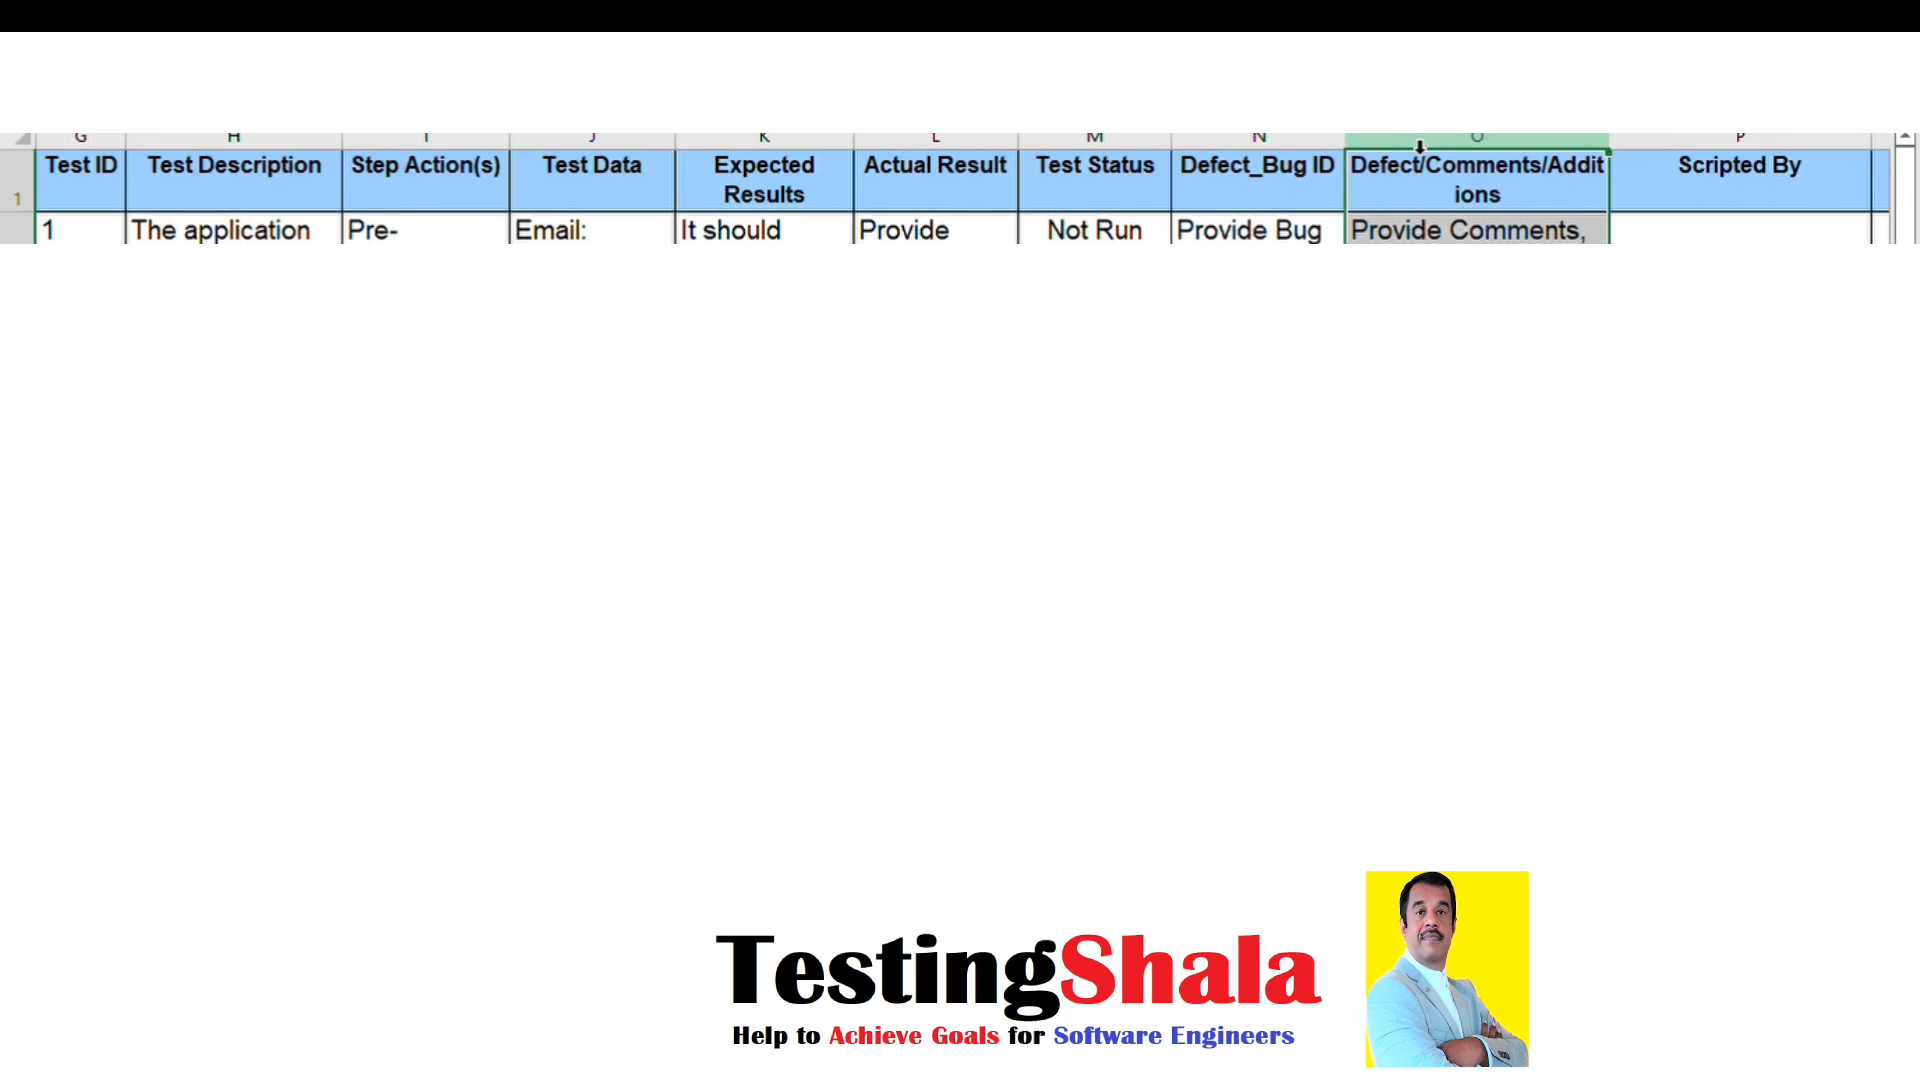 G H I J K L M N O P
Test ID Test Description Step Action(s) Test Data Expected Actual Result Test Status Defect_Bug ID Defect/Comments/Addit Scripted By
1 Results ions
1 The application Pre- Email: It should Provide Not Run Provide Bug Provide Comments,
TestingShala
Help to Achieve Goals for Software Engineers